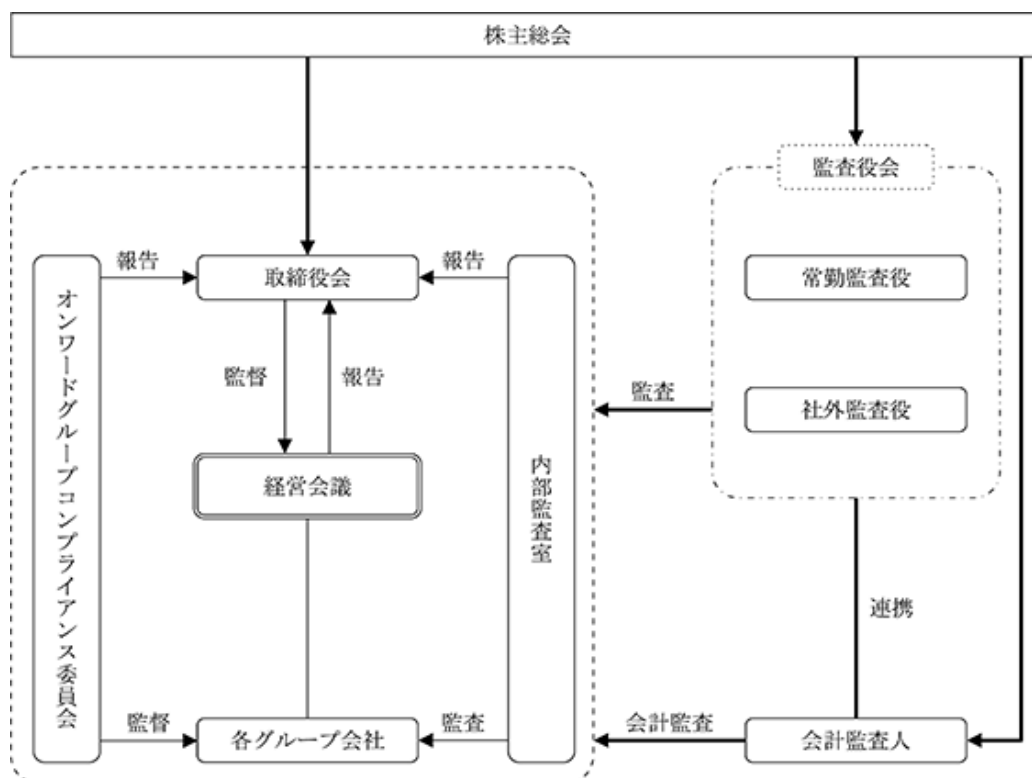 株主総会
監査役会
報告
取締役会
報告
常勤監査役
オンワードグループコンプライアンス委員会
監督
報告
監査
社外監査役
経営会議
内部監査室
連携
監督
各グループ会社
監査
会計監査
会計監査人